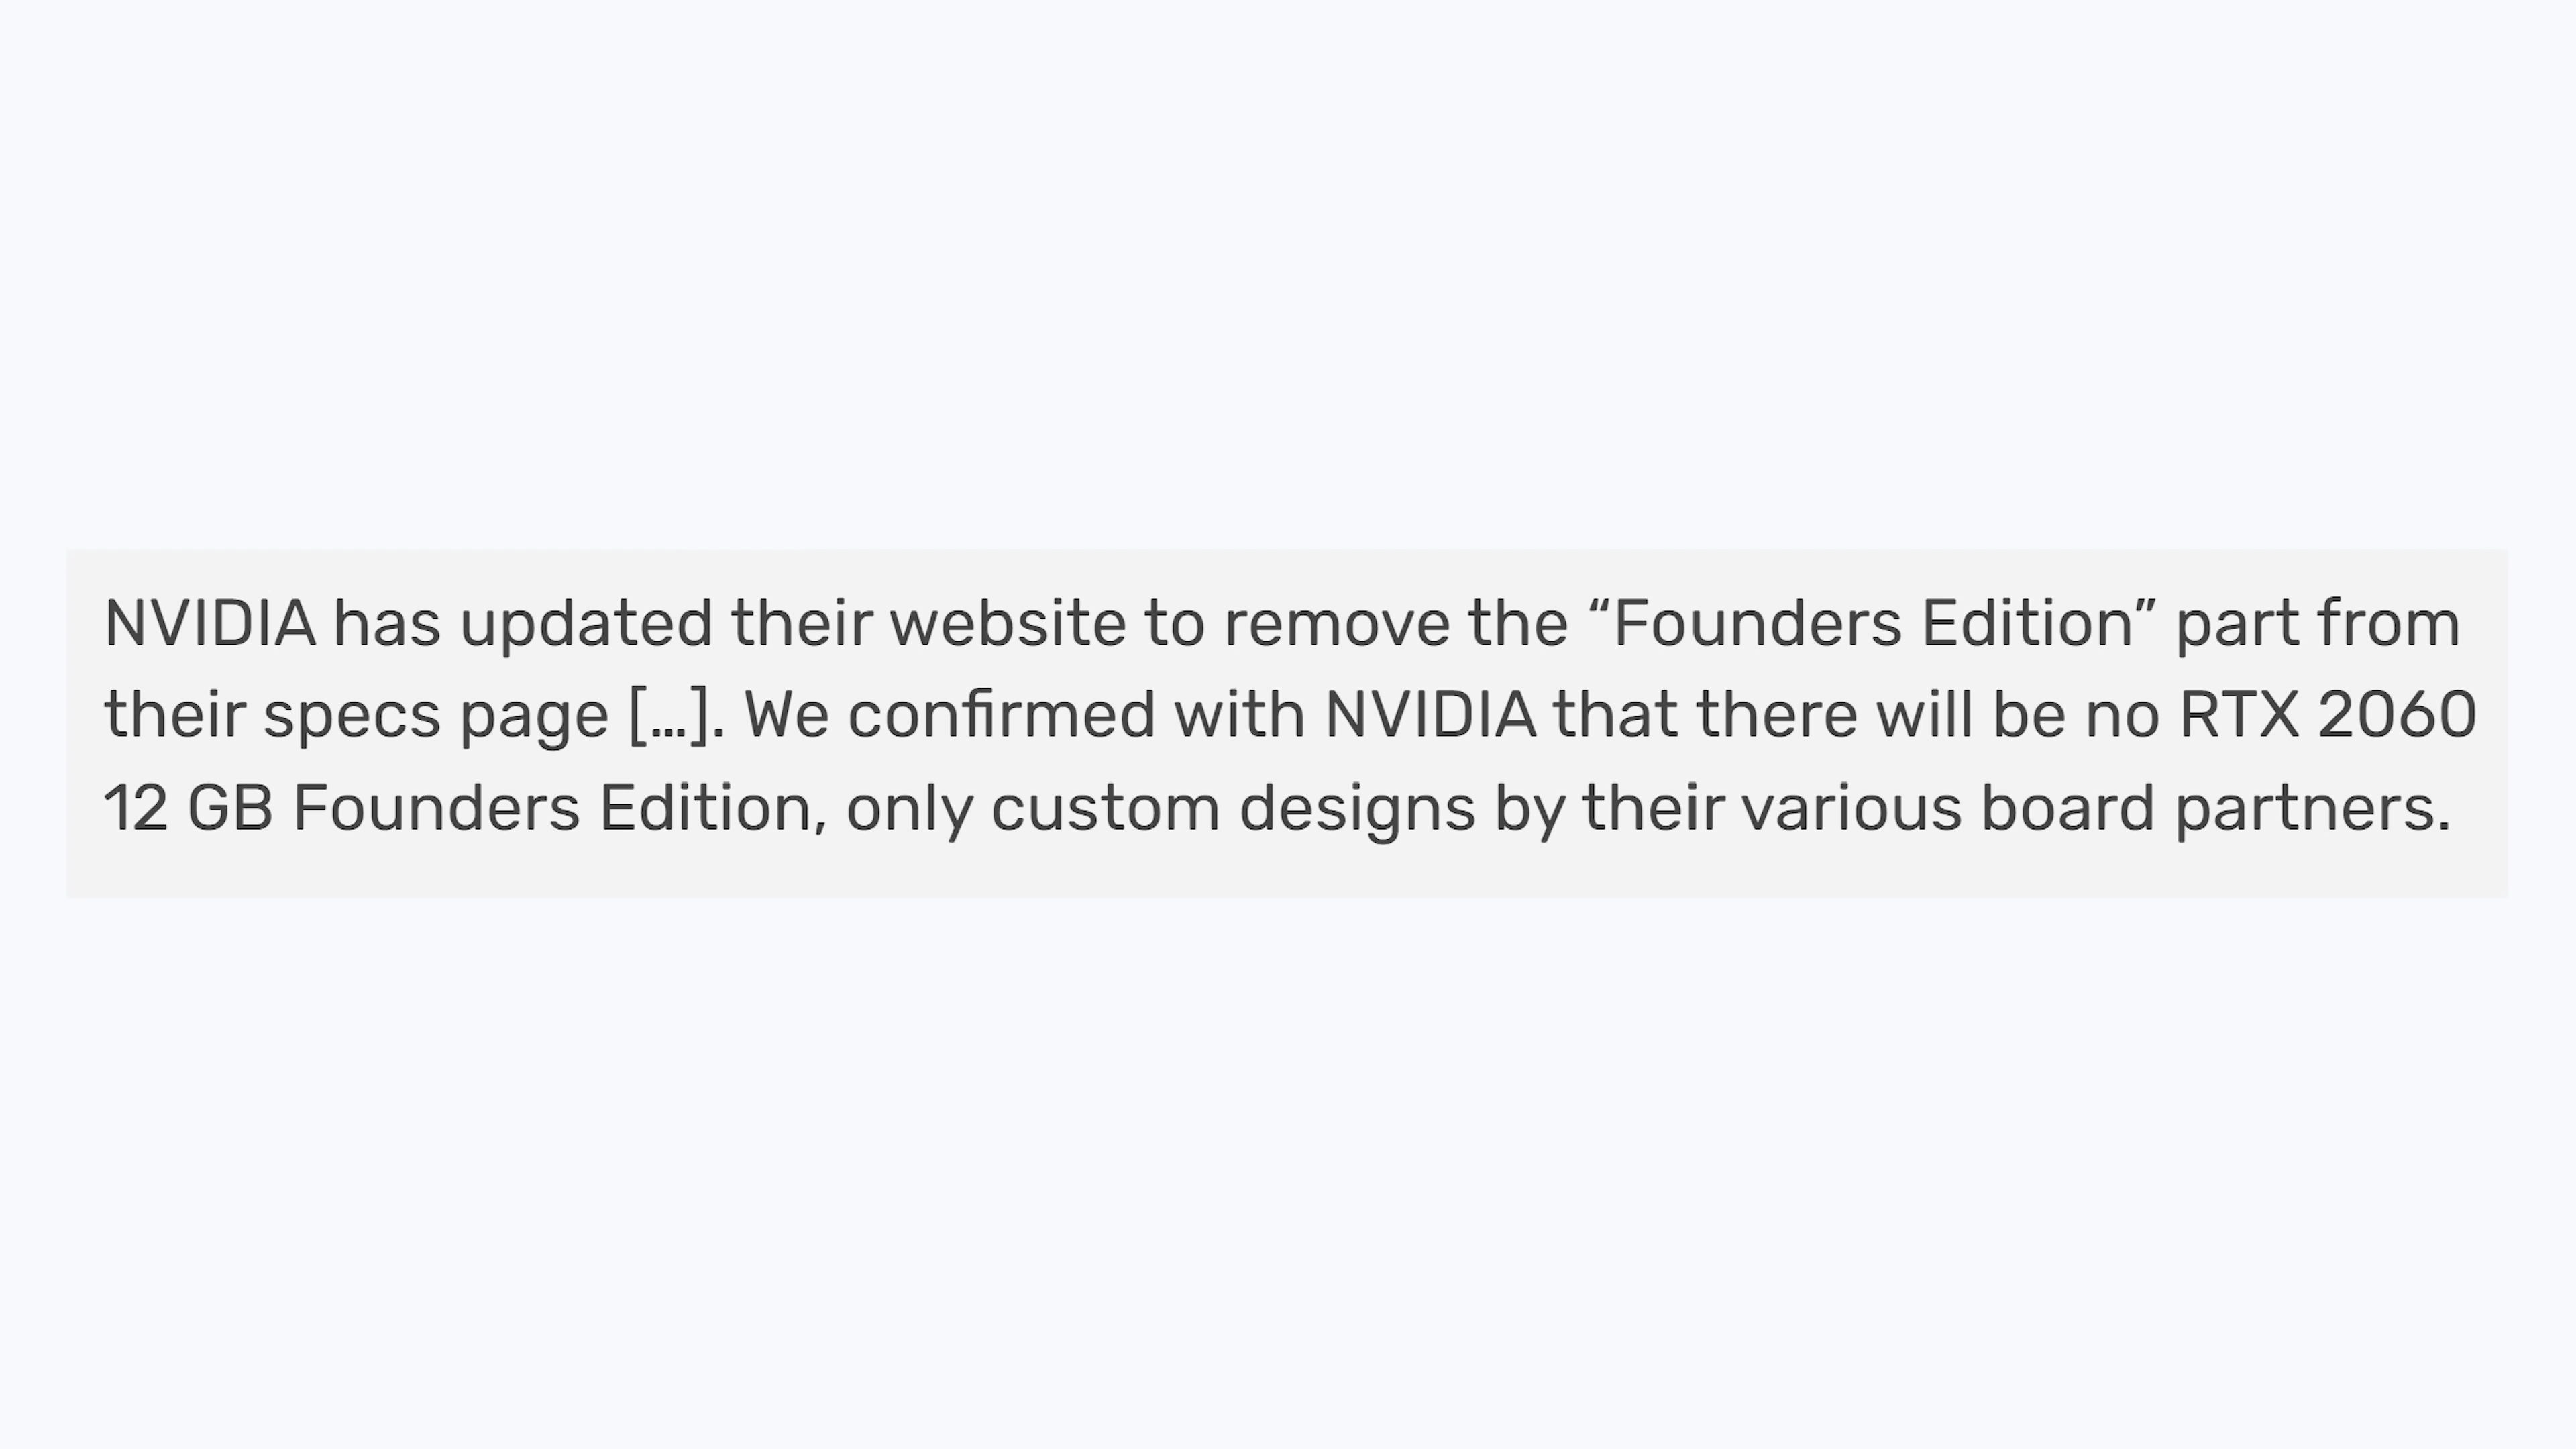 NVIDIA has updated their website to remove the “Founders Edition” part from
their specs page […]. We confirmed with NVIDIA that there will be no RTX 2060
12 GB Founders Edition, only custom designs by their various board partners.